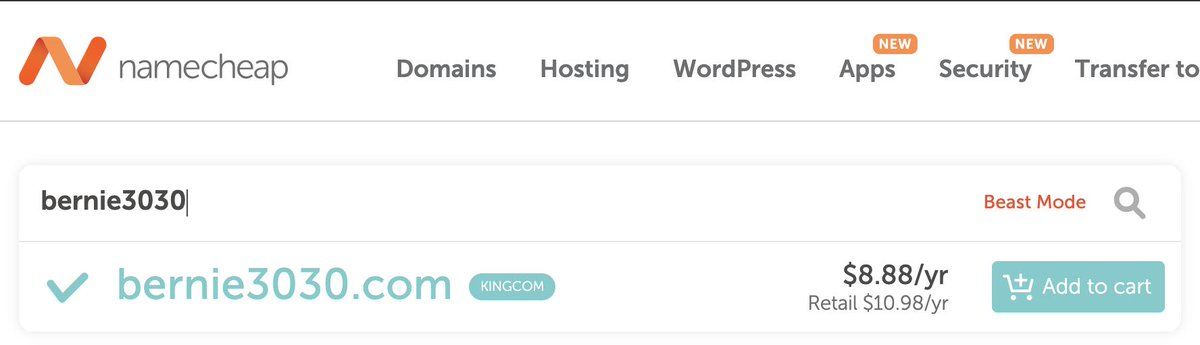 NEW NEW
namecheap Domains Hosting WordPress Apps Security Transfer to
bernie3030 Beast Mode
bernie3030.com KINGCOM $8.88/yr Add to cart
Retail $10.98/yr